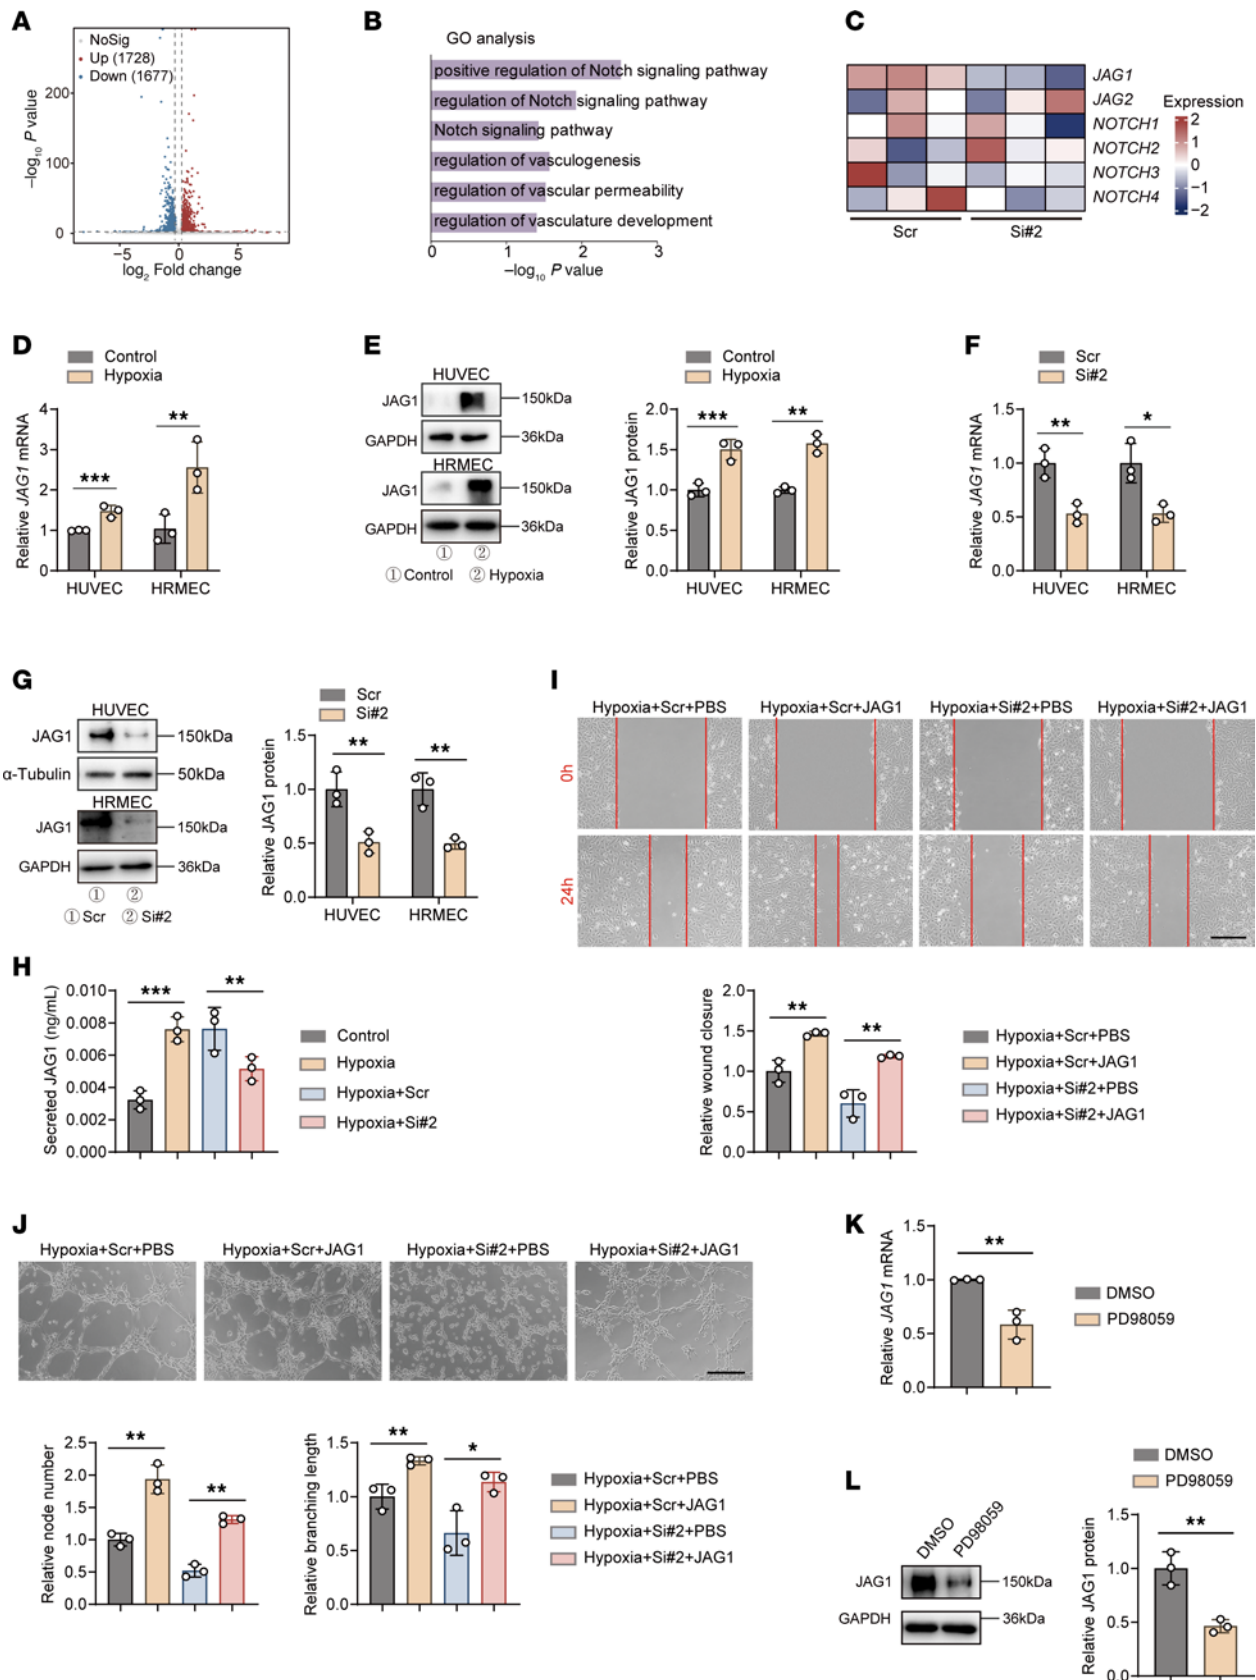 A
NoSig
Up (1728)
Down (1677)
200
100
0
−log10 P value
−5
0
5
log2 Fold change
B
GO analysis
positive regulation of Notch signaling pathway
regulation of Notch signaling pathway
Notch signaling pathway
regulation of vasculogenesis
regulation of vascular permeability
regulation of vasculature development
0
1
2
3
−log10 P value
C
JAG1
JAG2
NOTCH1
NOTCH2
NOTCH3
NOTCH4
Scr
Si#2
Expression
2
1
0
−1
−2
D
Control
Hypoxia
Relative JAG1 mRNA
4
3
2
1
0
***
**
HUVEC
HRMEC
E
HUVEC
JAG1
150kDa
GAPDH
36kDa
HRMEC
JAG1
150kDa
GAPDH
36kDa
① ②
① Control ② Hypoxia
Control
Hypoxia
Relative JAG1 protein
2.0
1.5
1.0
0.5
0.0
***
**
HUVEC
HRMEC
F
Scr
Si#2
Relative JAG1 mRNA
1.5
1.0
0.5
0.0
**
*
HUVEC
HRMEC
G
HUVEC
JAG1
150kDa
α-Tubulin
50kDa
HRMEC
JAG1
150kDa
GAPDH
36kDa
① ②
① Scr ② Si#2
Scr
Si#2
Relative JAG1 protein
1.5
1.0
0.5
0.0
**
**
HUVEC
HRMEC
H
Secreted JAG1 (ng/mL)
0.010
0.008
0.006
0.004
0.002
0.000
***
**
Control
Hypoxia
Hypoxia+Scr
Hypoxia+Si#2
I
Hypoxia+Scr+PBS
Hypoxia+Scr+JAG1
Hypoxia+Si#2+PBS
Hypoxia+Si#2+JAG1
0h
24h
Relative wound closure
2.0
1.5
1.0
0.5
0.0
**
**
Hypoxia+Scr+PBS
Hypoxia+Scr+JAG1
Hypoxia+Si#2+PBS
Hypoxia+Si#2+JAG1
J
Hypoxia+Scr+PBS
Hypoxia+Scr+JAG1
Hypoxia+Si#2+PBS
Hypoxia+Si#2+JAG1
Relative node number
2.5
2.0
1.5
1.0
0.5
0.0
**
**
Relative branching length
1.5
1.0
0.5
0.0
**
*
Hypoxia+Scr+PBS
Hypoxia+Scr+JAG1
Hypoxia+Si#2+PBS
Hypoxia+Si#2+JAG1
K
Relative JAG1 mRNA
1.5
1.0
0.5
0.0
**
DMSO
PD98059
L
DMSO
PD98059
JAG1
150kDa
GAPDH
36kDa
DMSO
PD98059
Relative JAG1 protein
1.5
1.0
0.5
0.0
**